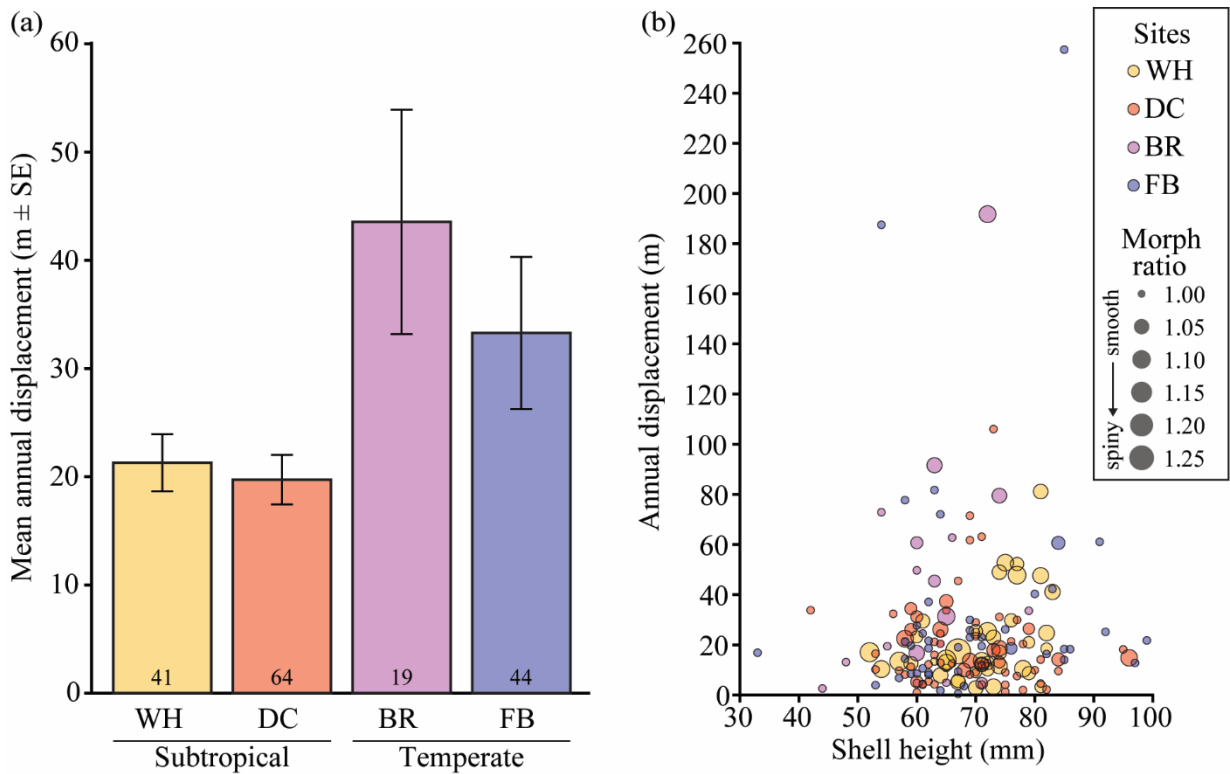 (a)
Mean annual displacement (m ± SE)
60
50
40
30
20
10
0
41
64
19
44
WH
DC
BR
FB
Subtropical
Temperate
(b)
Annual displacement (m)
260
240
220
200
180
160
140
120
100
80
60
40
20
0
30
40
50
60
70
80
90
100
Shell height (mm)
Sites
WH
DC
BR
FB
Morph
ratio
spiny
smooth
1.00
1.05
1.10
1.15
1.20
1.25